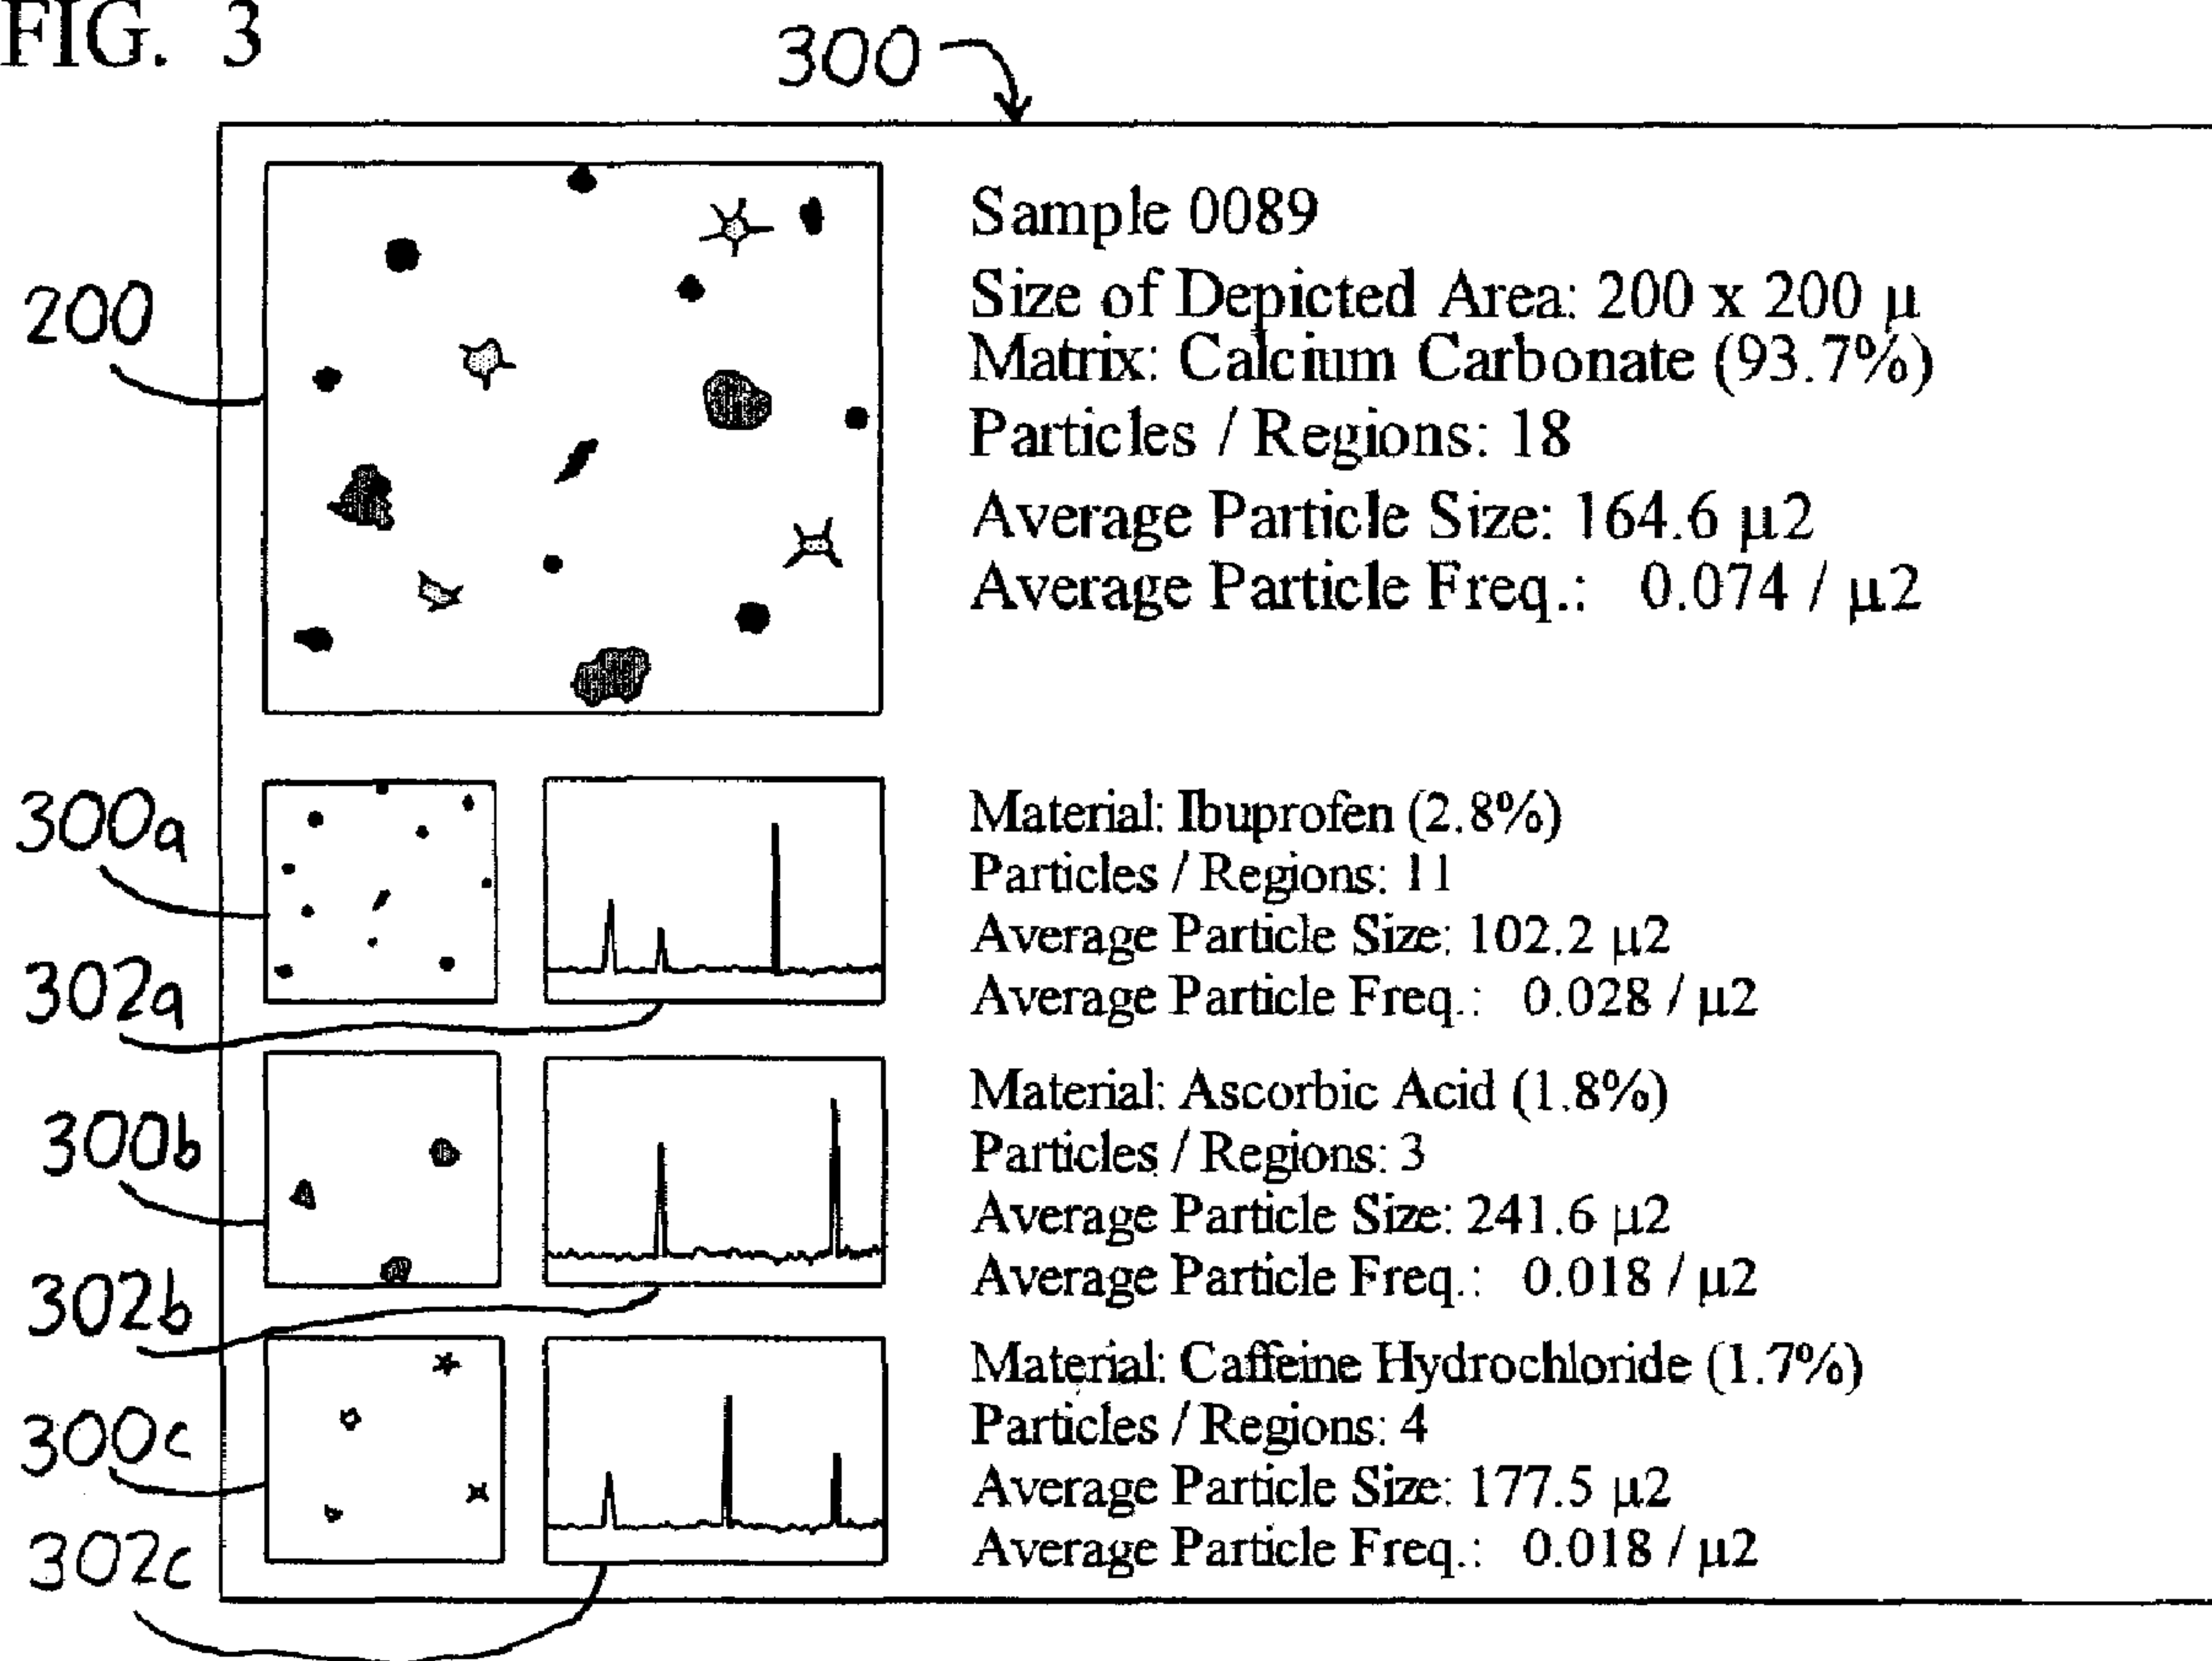 FIG. 3
300
200
Sample 0089
Size of Depicted Area: 200 x 200 µ
Matrix: Calcium Carbonate (93.7%)
Particles / Regions: 18
Average Particle Size: 164.6 µ2
Average Particle Freq.: 0.074 / µ2
300a
302a
Material: Ibuprofen (2.8%)
Particles / Regions: 11
Average Particle Size: 102.2 µ2
Average Particle Freq.: 0.028 / µ2
300b
302b
Material: Ascorbic Acid (1.8%)
Particles / Regions: 3
Average Particle Size: 241.6 µ2
Average Particle Freq.: 0.018 / µ2
300c
302c
Material: Caffeine Hydrochloride (1.7%)
Particles / Regions: 4
Average Particle Size: 177.5 µ2
Average Particle Freq.: 0.018 / µ2